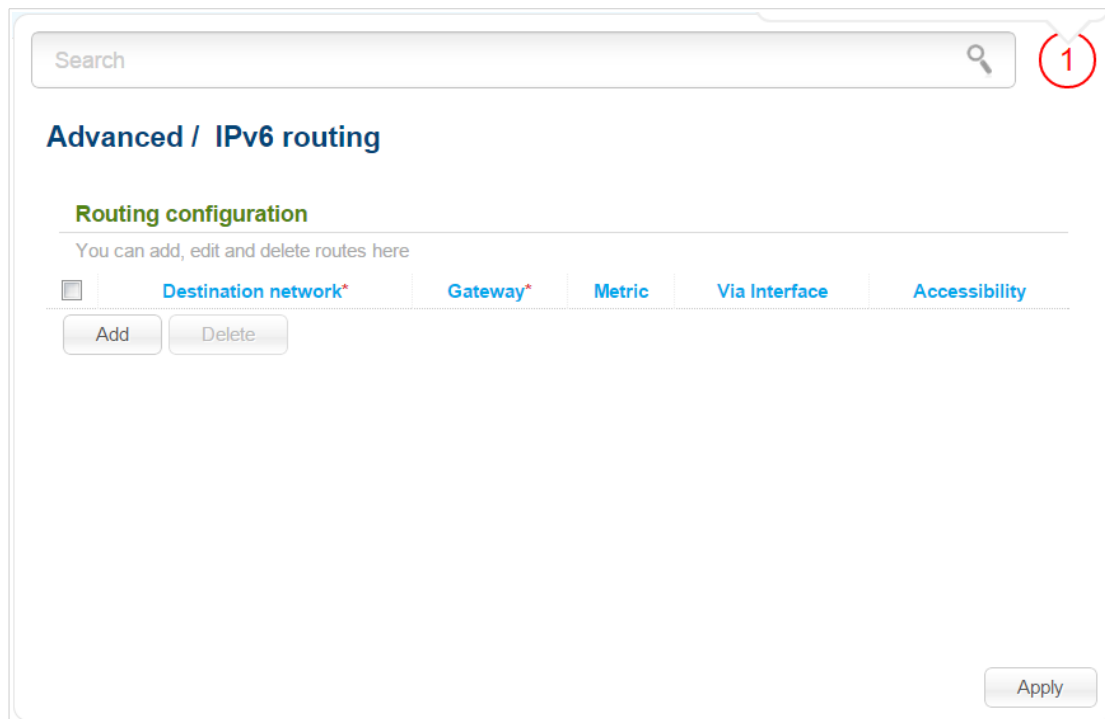 Search
1
Advanced / IPv6 routing
Routing configuration
You can add, edit and delete routes here
Destination network* Gateway* Metric Via Interface Accessibility
Add Delete
Apply